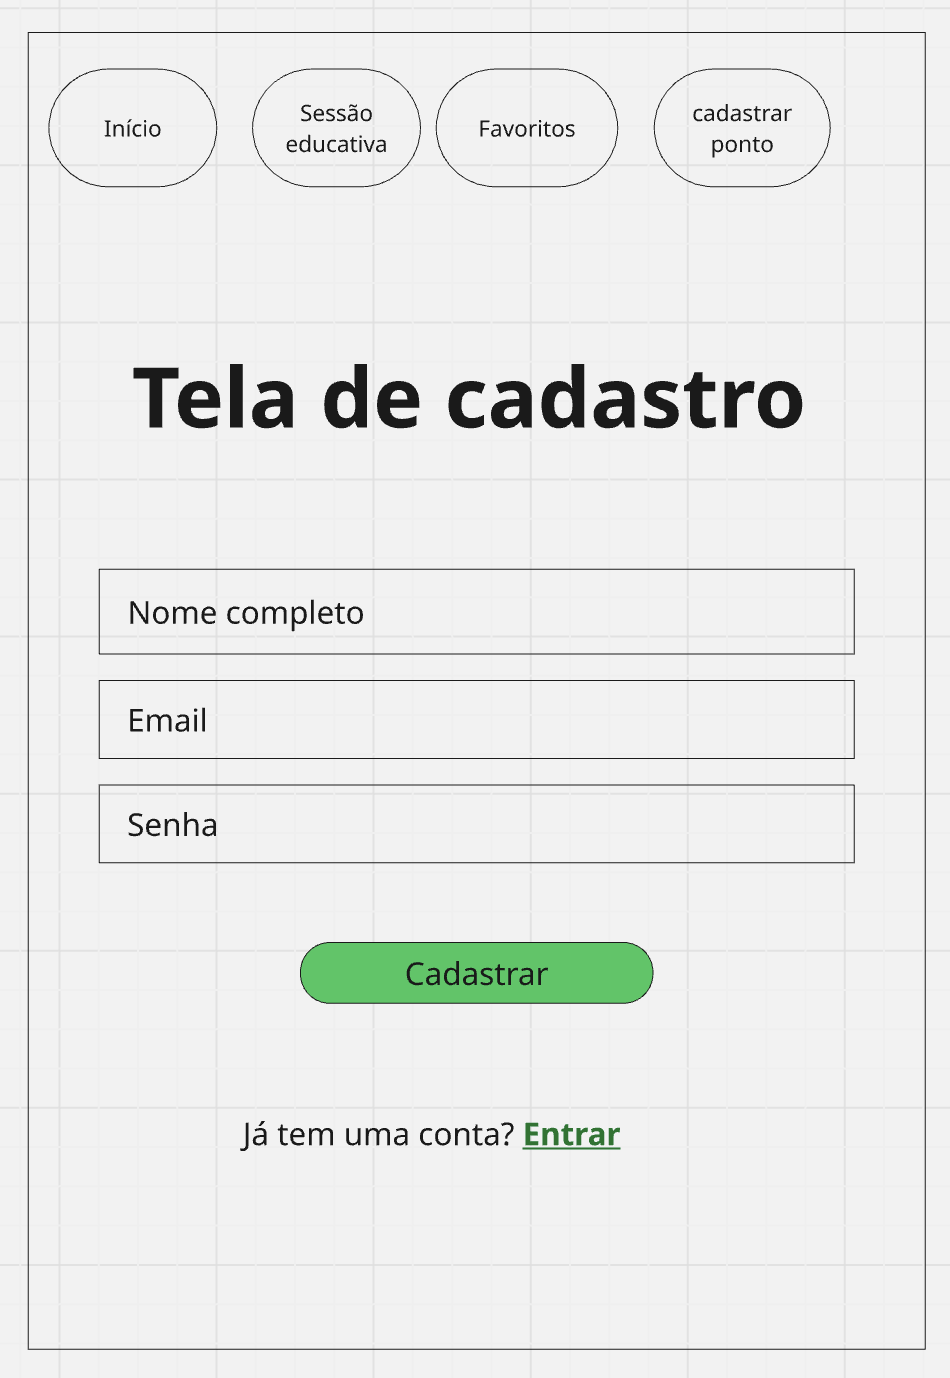 Início
Sessão
educativa
Favoritos
cadastrar
ponto
Tela de cadastro
Nome completo
Email
Senha
Cadastrar
Já tem uma conta? Entrar